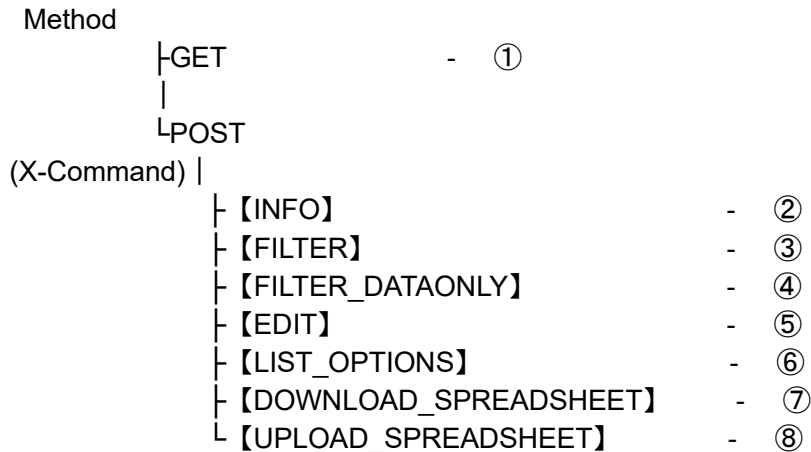 Method
├GET - ①
│
└POST
(X-Command)│
├【INFO】 - ②
├【FILTER】 - ③
├【FILTER_DATAONLY】 - ④
├【EDIT】 - ⑤
├【LIST_OPTIONS】 - ⑥
├【DOWNLOAD_SPREADSHEET】 - ⑦
└【UPLOAD_SPREADSHEET】 - ⑧